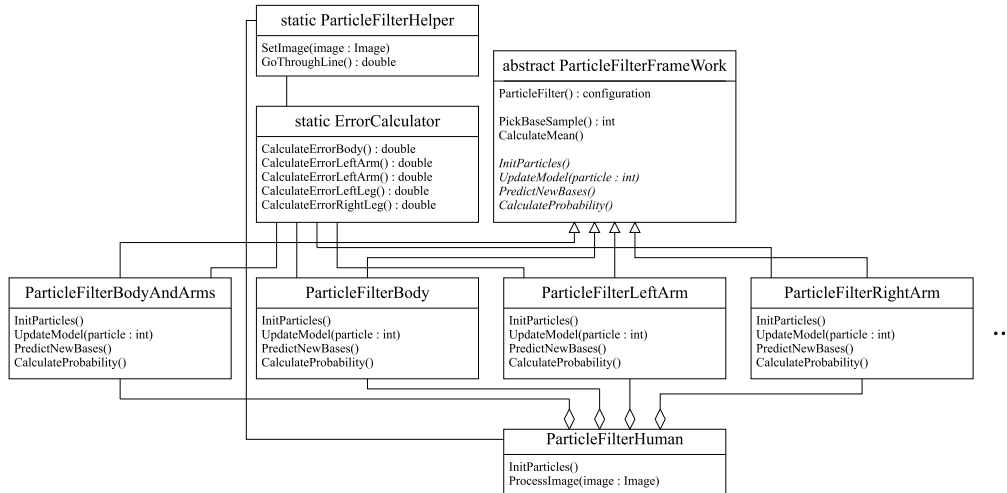 static ParticleFilterHelper
SetImage(image : Image)
GoThroughLine() : double
abstract ParticleFilterFrameWork
ParticleFilter() : configuration
PickBaseSample() : int
CalculateMean()
InitParticles()
UpdateModel(particle : int)
PredictNewBases()
CalculateProbability()
static ErrorCalculator
CalculateErrorBody() : double
CalculateErrorLeftArm() : double
CalculateErrorLeftArm() : double
CalculateErrorLeftLeg() : double
CalculateErrorRightLeg() : double
ParticleFilterBodyAndArms
InitParticles()
UpdateModel(particle : int)
PredictNewBases()
CalculateProbability()
ParticleFilterBody
InitParticles()
UpdateModel(particle : int)
PredictNewBases()
CalculateProbability()
ParticleFilterLeftArm
InitParticles()
UpdateModel(particle : int)
PredictNewBases()
CalculateProbability()
ParticleFilterRightArm
InitParticles()
UpdateModel(particle : int)
PredictNewBases()
CalculateProbability()
..
ParticleFilterHuman
InitParticles()
ProcessImage(image : Image)